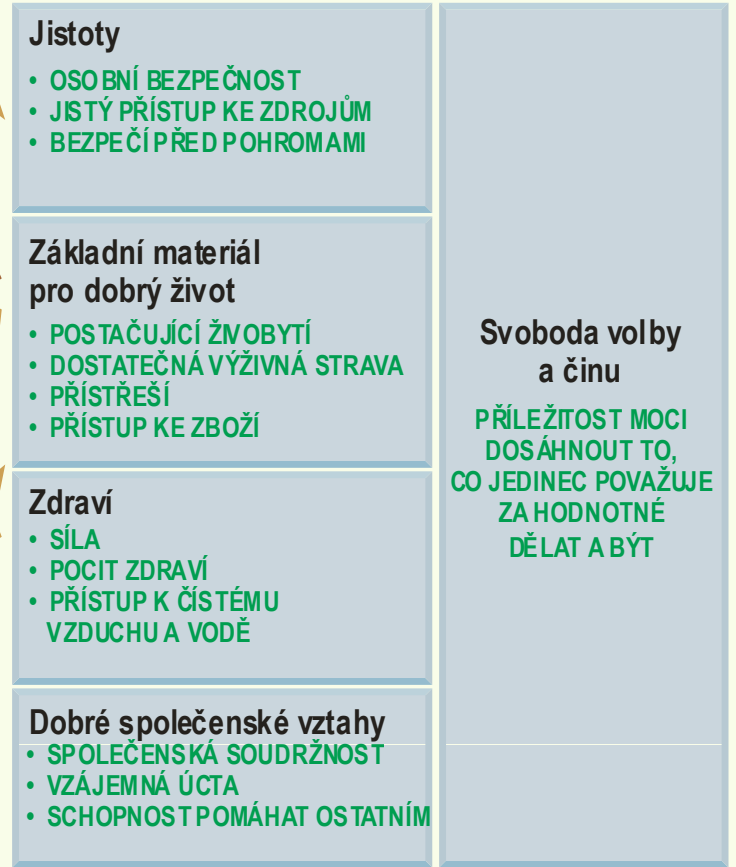 Jistoty
• OSOBNÍ BEZPEČNOST
• JISTÝ PŘÍSTUP KE ZDROJŮM
• BEZPEČÍ PŘED POHROMAMI
Základní materiál
pro dobrý život
• POSTAČUJÍCÍ ŽIVOBYTÍ
• DOSTATEČNÁ VÝŽIVNÁ STRAVA
• PŘÍSTŘEŠÍ
• PŘÍSTUP KE ZBOŽÍ
Zdraví
• SÍLA
• POCIT ZDRAVÍ
• PŘÍSTUP K ČÍSTÉMU
VZDUCHU A VODĚ
Dobré společenské vztahy
• SPOLEČENSKÁ SOUDRŽNOST
• VZÁJEMNÁ ÚCTA
• SCHOPNOST POMÁHAT OSTATNÍM
Svoboda volby
a činu
PŘÍLEŽITOST MOCI
DOSÁHNOUT TO,
CO JEDINEC POVAŽUJE
ZA HODNOTNÉ
DĚLAT A BÝT